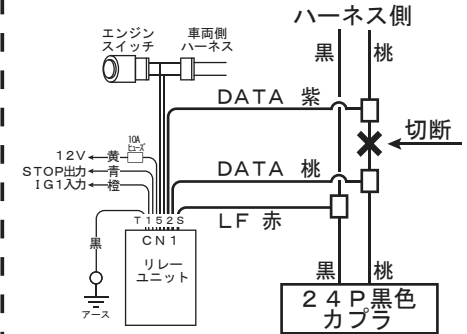 ハーネス側
エンジン
スイッチ
車両側
ハーネス
黒
桃
DATA 紫
切断
10A
ヒューズ
12V
黄
STOP出力
青
IG1入力
橙
DATA 桃
T152S
LF 赤
CN1
黒
リレー
ユニット
アース
黒
桃
24P黒色
カプラ